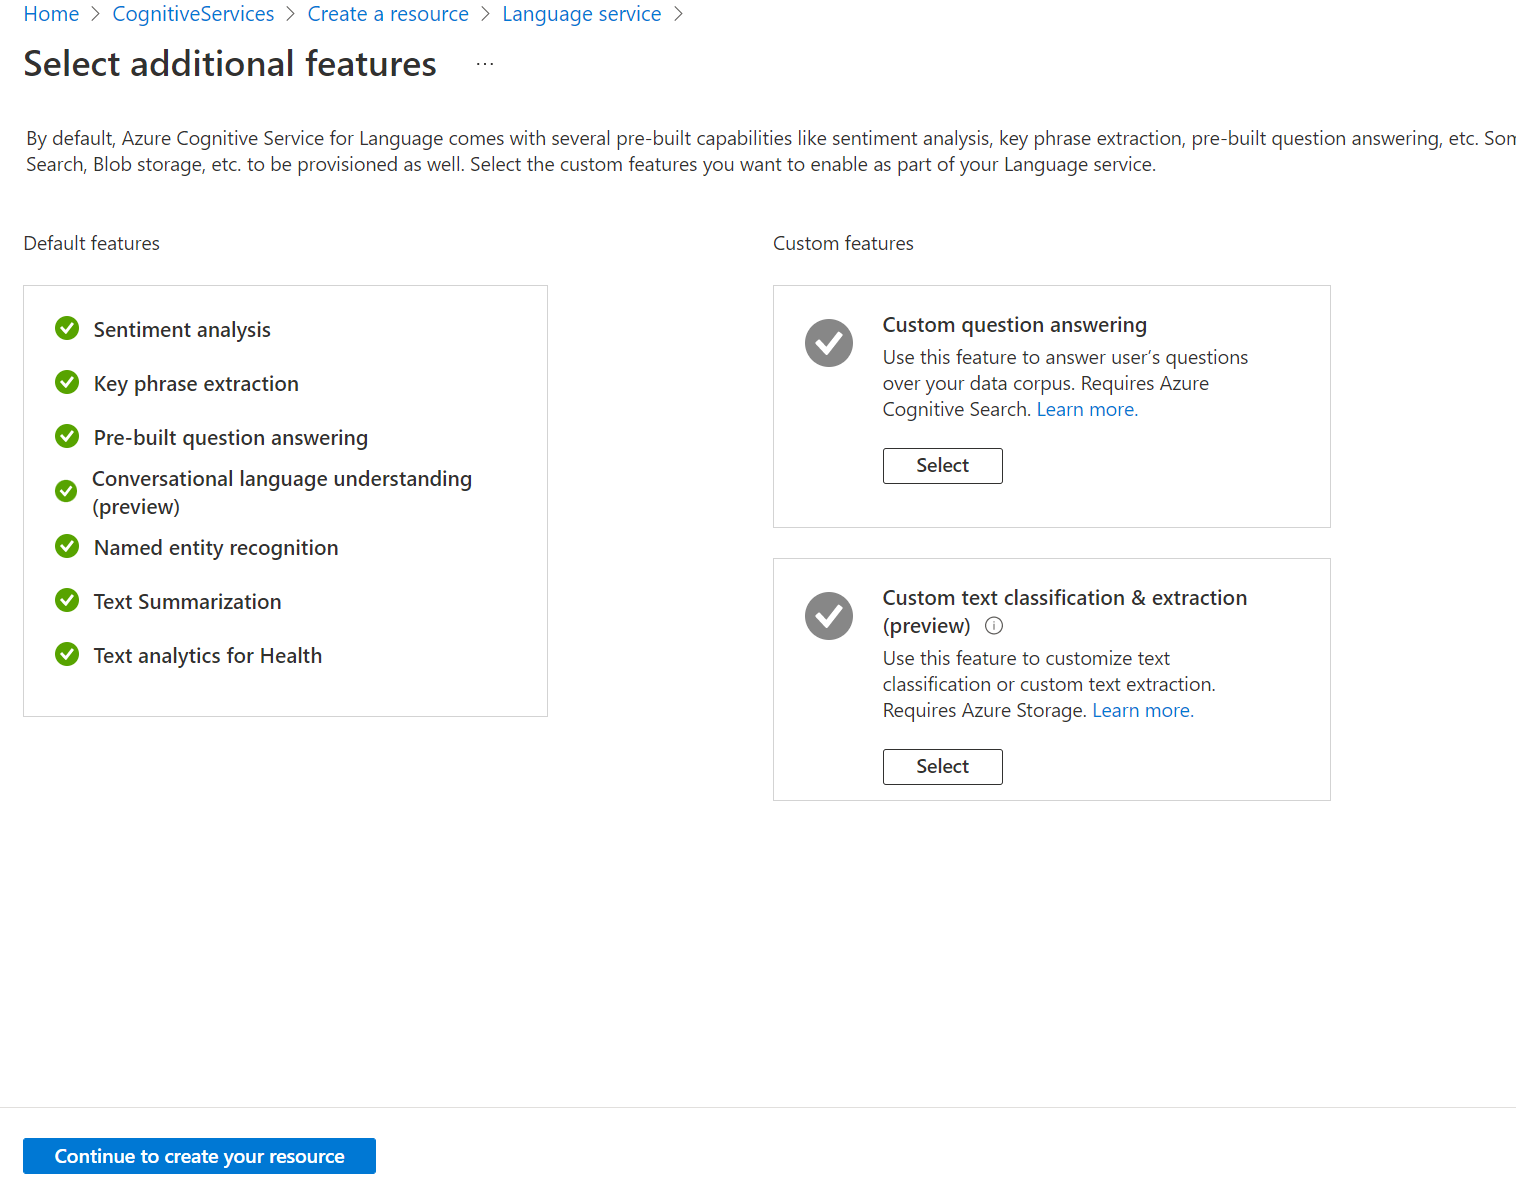 Home > CognitiveServices > Create a resource > Language service >
Select additional features ...
By default, Azure Cognitive Service for Language comes with several pre-built capabilities like sentiment analysis, key phrase extraction, pre-built question answering, etc.
Search, Blob storage, etc. to be provisioned as well. Select the custom features you want to enable as part of your Language service.
Default features
Sentiment analysis
Key phrase extraction
Pre-built question answering
Conversational language understanding
(preview)
Named entity recognition
Text Summarization
Text analytics for Health
Custom features
Custom question answering
Use this feature to answer user’s questions
over your data corpus. Requires Azure
Cognitive Search. Learn more.
Select
Custom text classification & extraction
(preview)
Use this feature to customize text
classification or custom text extraction.
Requires Azure Storage. Learn more.
Select
Continue to create your resource